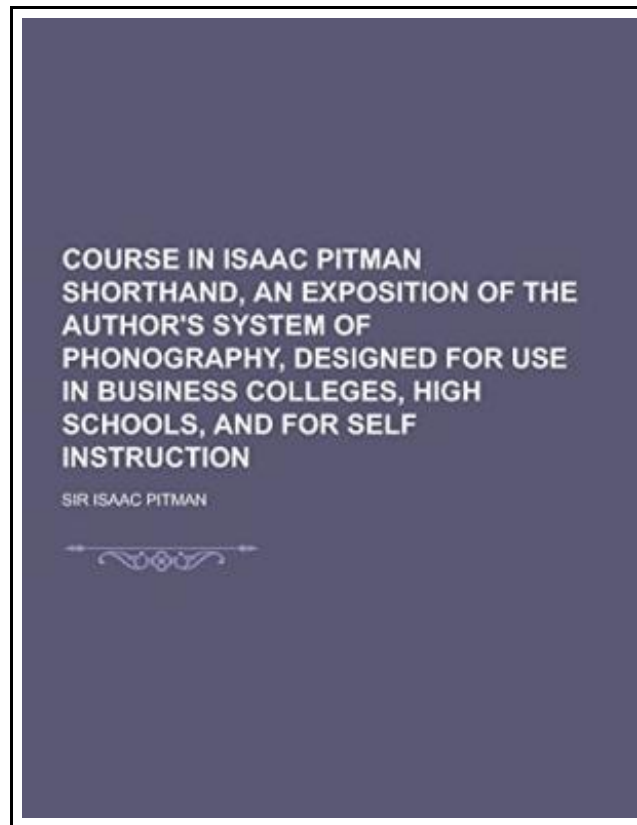 COURSE IN ISAAC PITMAN
SHORTHAND, AN EXPOSITION OF THE
AUTHOR'S SYSTEM OF
PHONOGRAPHY, DESIGNED FOR USE
IN BUSINESS COLLEGES, HIGH
SCHOOLS, AND FOR SELF
INSTRUCTION
SIR ISAAC PITMAN